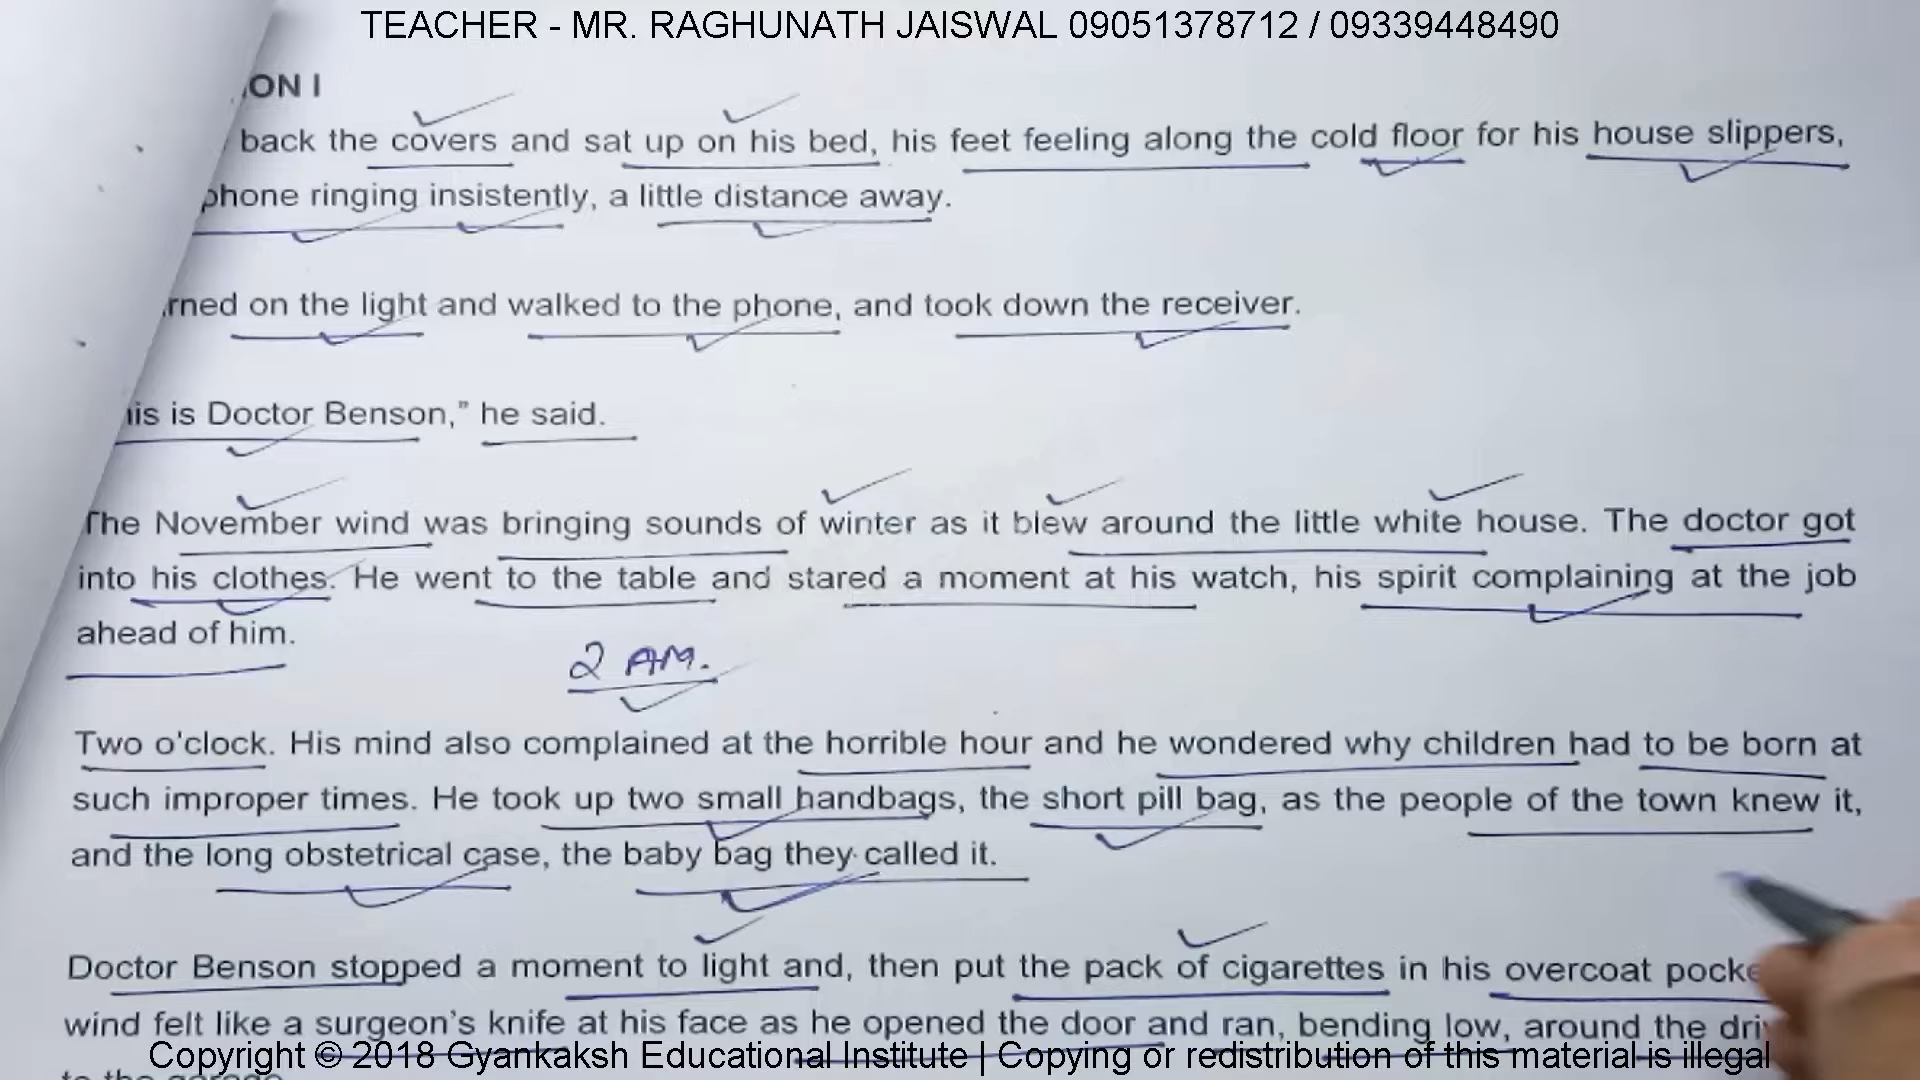 TEACHER - MR. RAGHUNATH JAISWAL 09051378712 / 09339448490
ON I
back the covers and sat up on his bed, his feet feeling along the cold floor for his house slippers,
phone ringing insistently, a little distance away.
rned on the light and walked to the phone, and took down the receiver.
his is Doctor Benson,” he said.
The November wind was bringing sounds of winter as it blew around the little white house. The doctor got
into his clothes. He went to the table and stared a moment at his watch, his spirit complaining at the job
ahead of him.
2 AM.
Two o'clock. His mind also complained at the horrible hour and he wondered why children had to be born at
such improper times. He took up two small handbags, the short pill bag, as the people of the town knew it,
and the long obstetrical case, the baby bag they called it.
Doctor Benson stopped a moment to light and, then put the pack of cigarettes in his overcoat pocke
wind felt like a surgeon’s knife at his face as he opened the door and ran, bending low, around the dri
Copyright © 2018 Gyankaksh Educational Institute | Copying or redistribution of this material is illegal